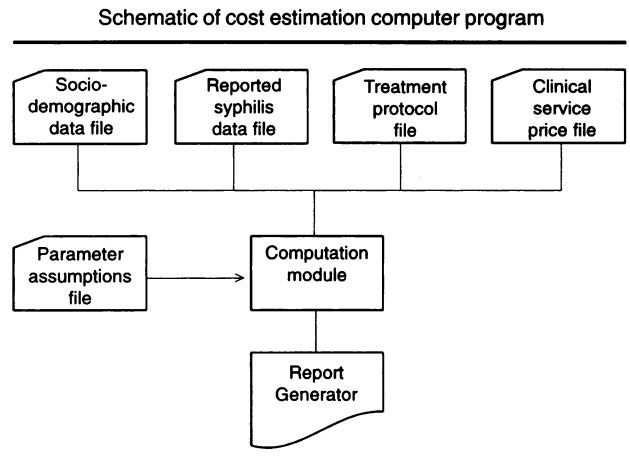 Schematic of cost estimation computer program
Socio-
demographic
data file
Reported
syphilis
data file
Treatment
protocol
file
Clinical
service
price file
Parameter
assumptions
file
Computation
module
Report
Generator